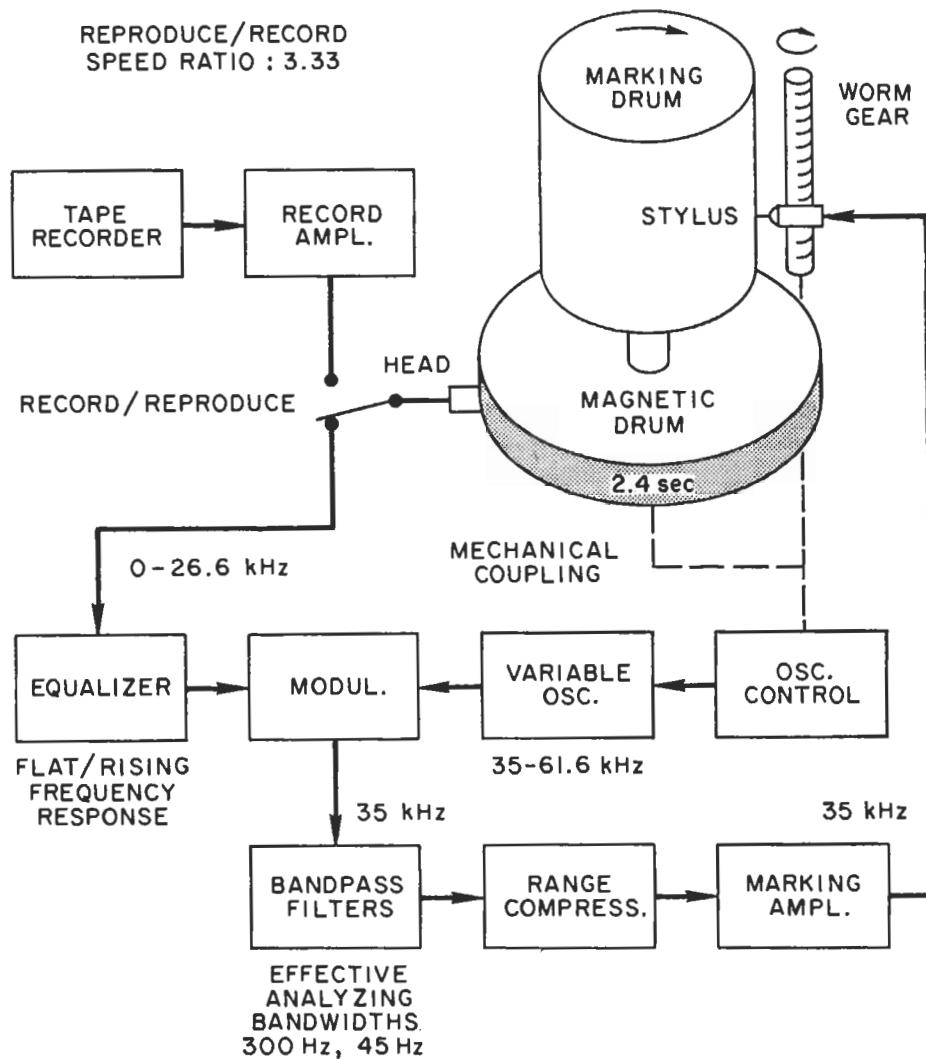 REPRODUCE/RECORD
SPEED RATIO : 3.33
MARKING
DRUM
WORM
GEAR
TAPE
RECORDER
RECORD
AMPL.
STYLUS
HEAD
RECORD/REPRODUCE
MAGNETIC
DRUM
2.4 sec
MECHANICAL
COUPLING
0-26.6 kHz
EQUALIZER
MODUL.
VARIABLE
OSC.
OSC.
CONTROL
FLAT/RISING
FREQUENCY
RESPONSE
35-61.6 kHz
35 kHz
35 kHz
BANDPASS
FILTERS
RANGE
COMPRESS.
MARKING
AMPL.
EFFECTIVE
ANALYZING
BANDWIDTHS
300 Hz, 45 Hz